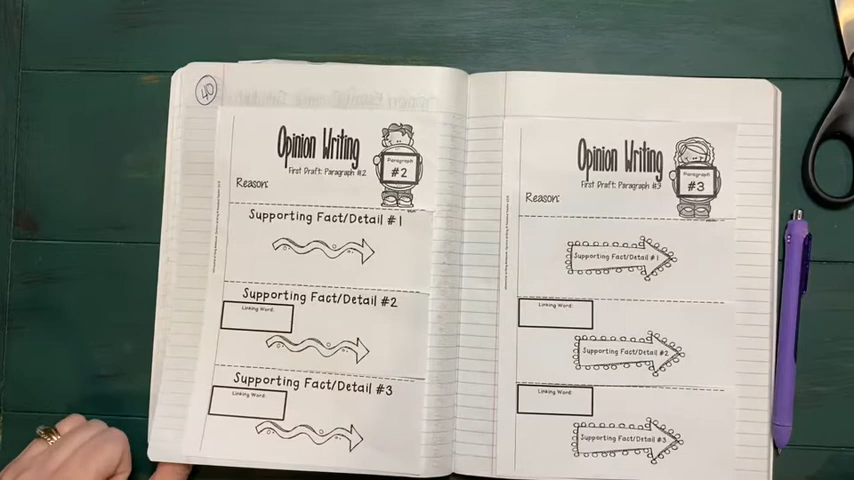 40
Opinion Writing
First Draft: Paragraph #2
Paragraph
#2
Reason:
Supporting Fact/Detail #1
Supporting Fact/Detail #2
Linking Word:
Supporting Fact/Detail #3
Linking Word:
Opinion Writing
First Draft: Paragraph #3
Paragraph
#3
Reason:
Supporting Fact/Detail #1
Linking Word:
Supporting Fact/Detail #2
Linking Word:
Supporting Fact/Detail #3